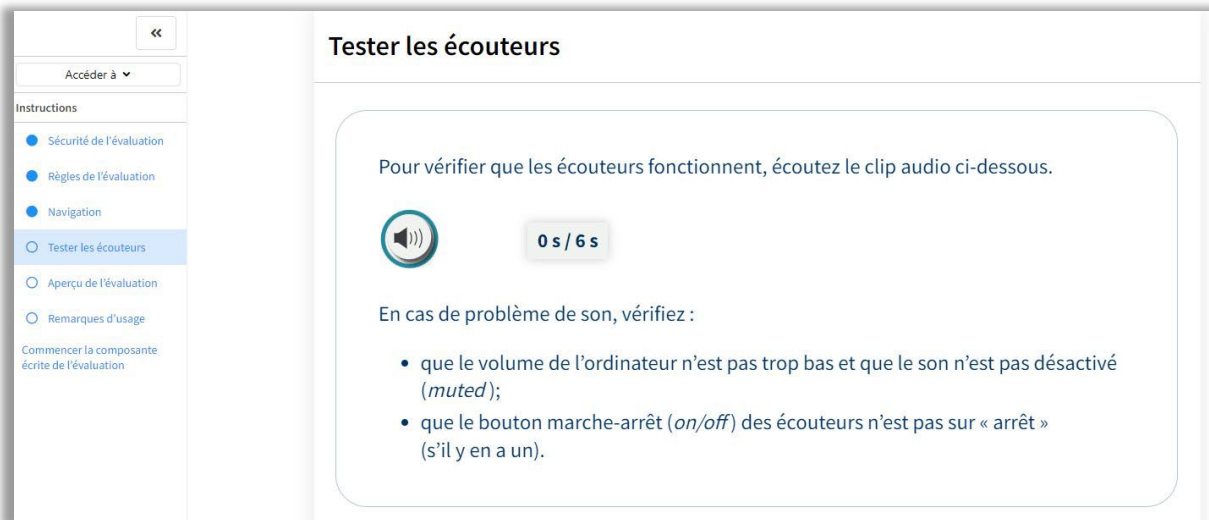 «
Accéder à
Instructions
Sécurité de l'évaluation
Règles de l'évaluation
Navigation
Tester les écouteurs
Aperçu de l'évaluation
Remarques d'usage
Commencer la composante
écrite de l'évaluation
Tester les écouteurs
Pour vérifier que les écouteurs fonctionnent, écoutez le clip audio ci-dessous.
0 s / 6 s
En cas de problème de son, vérifiez :
• que le volume de l’ordinateur n’est pas trop bas et que le son n’est pas désactivé
(muted );
• que le bouton marche-arrêt (on/off ) des écouteurs n’est pas sur « arrêt »
(s’il y en a un).